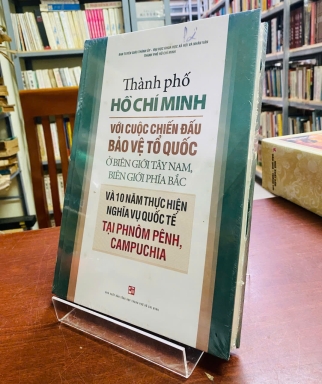 Thành phố
HỒ CHÍ MINH
VỚI CUỘC CHIẾN ĐẤU
BẢO VỆ TỔ QUỐC
Ở BIÊN GIỚI TÂY NAM,
BIÊN GIỚI PHÍA BẮC
VÀ 10 NĂM THỰC HIỆN
NGHĨA VỤ QUỐC TẾ
TẠI PHNÔM PÊNH,
CAMPUCHIA